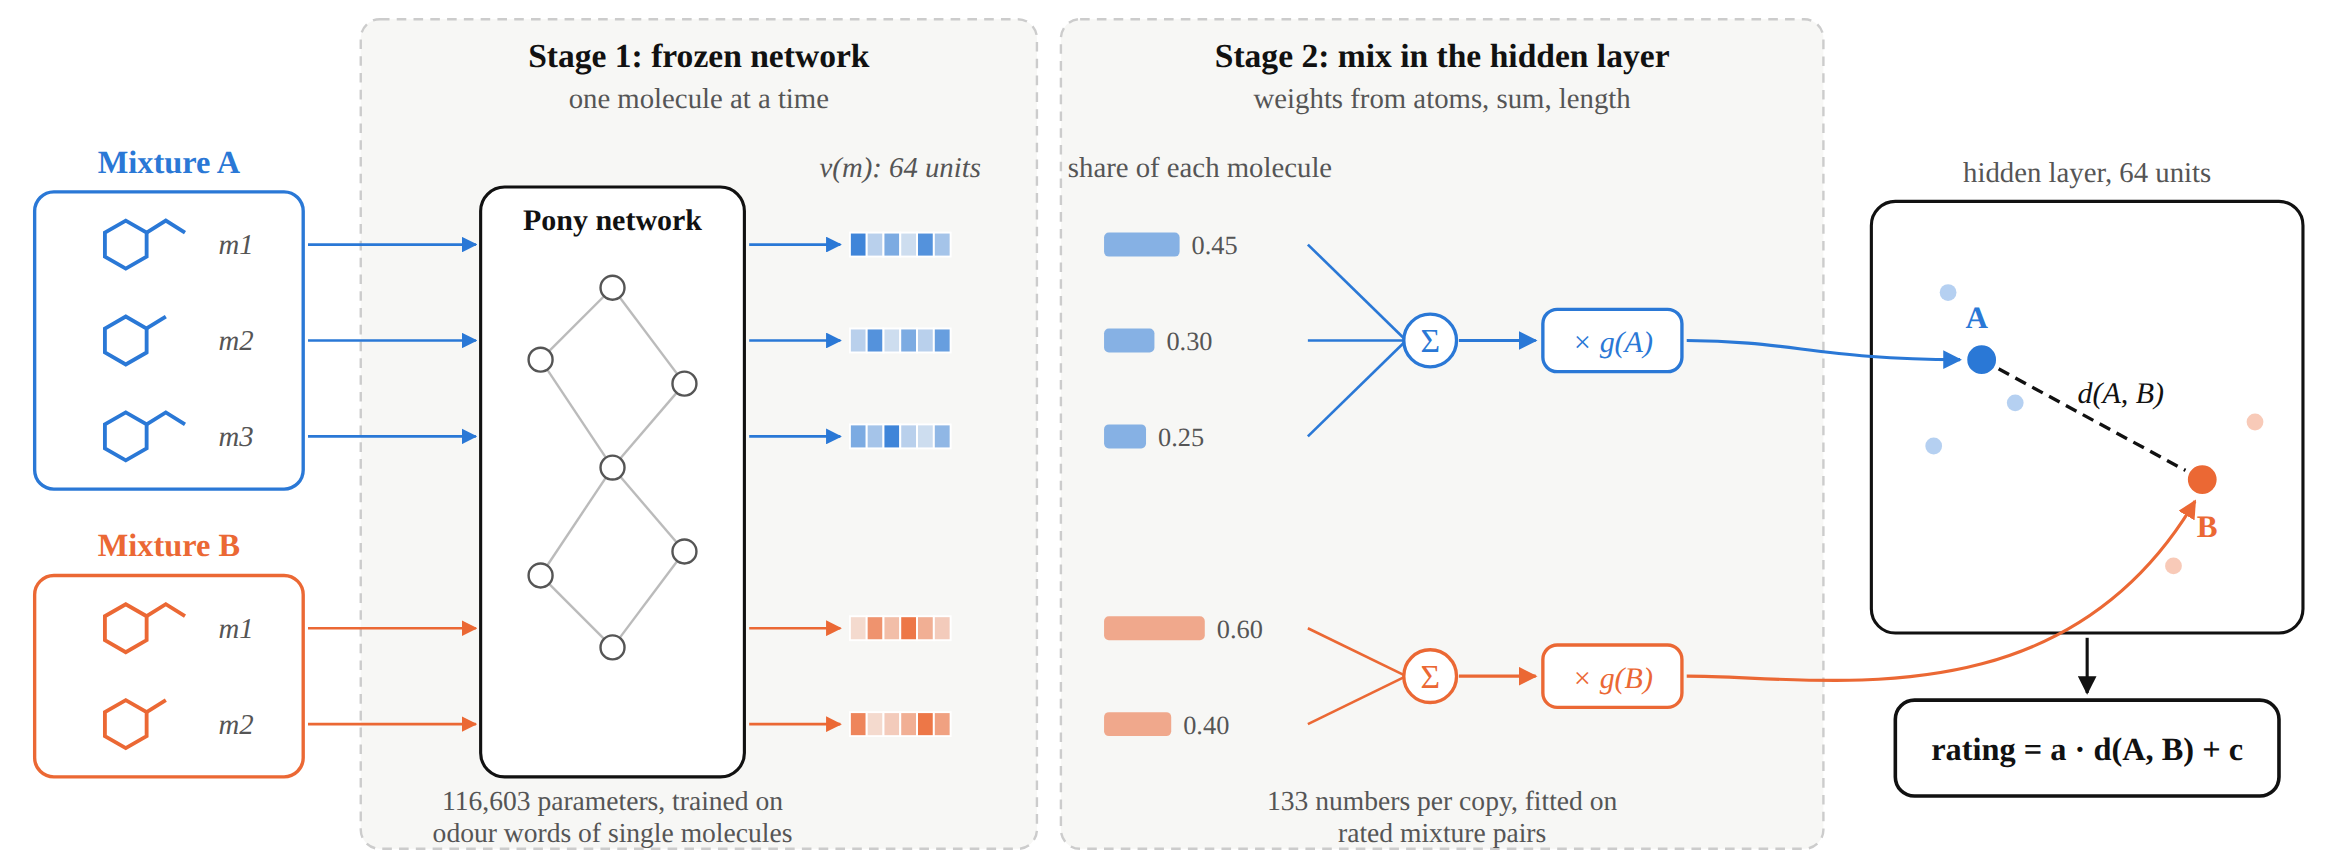 Stage 1: frozen network
one molecule at a time
Stage 2: mix in the hidden layer
weights from atoms, sum, length
Mixture A
m1
m2
m3
Mixture B
m1
m2
Pony network
v(m): 64 units
116,603 parameters, trained on
odour words of single molecules
share of each molecule
0.45
0.30
0.25
0.60
0.40
Σ
× g(A)
Σ
× g(B)
133 numbers per copy, fitted on
rated mixture pairs
hidden layer, 64 units
A
d(A, B)
B
rating = a · d(A, B) + c